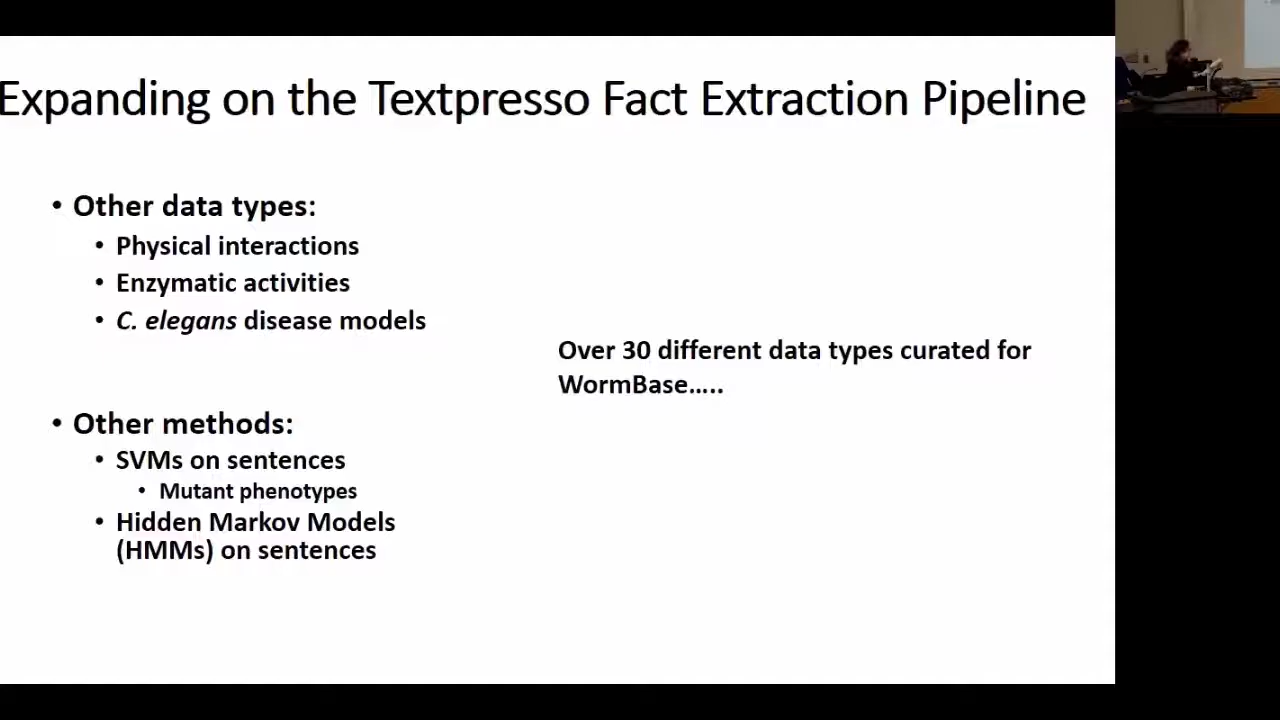 Expanding on the Textpresso Fact Extraction Pipeline
• Other data types:
• Physical interactions
• Enzymatic activities
• C. elegans disease models
Over 30 different data types curated for
WormBase…..
• Other methods:
• SVMs on sentences
• Mutant phenotypes
• Hidden Markov Models
(HMMs) on sentences